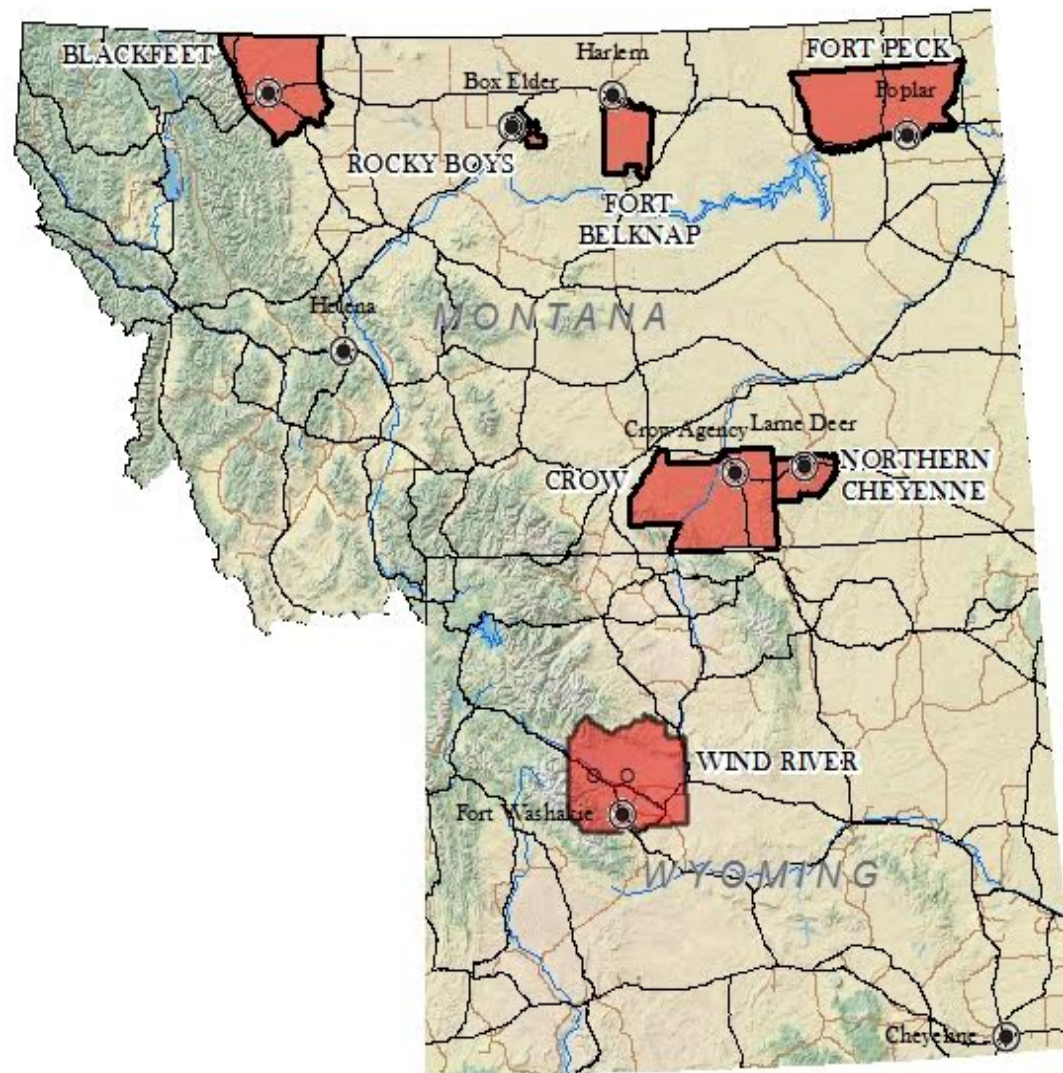 BLACKFEET
Harlem
FORT PECK
Box Elder
Poplar
ROCKY BOYS
FORT
BELKNAP
Helena
MONTANA
Crow Agency
Lame Deer
CROW
NORTHERN
CHEYENNE
WIND RIVER
Fort Washakie
WYOMING
Cheyenne